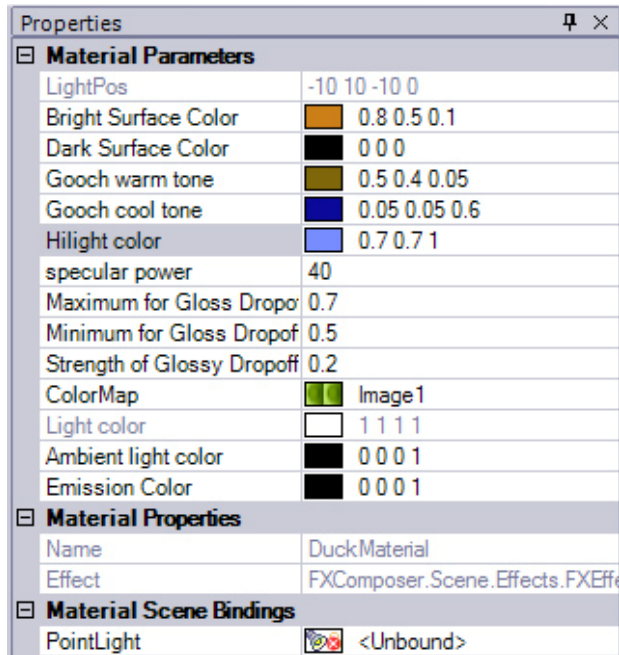 Properties
Material Parameters
LightPos -10 10 -10 0
Bright Surface Color 0.8 0.5 0.1
Dark Surface Color 0 0 0
Gooch warm tone 0.5 0.4 0.05
Gooch cool tone 0.05 0.05 0.6
Hilight color 0.7 0.7 1
specular power 40
Maximum for Gloss Dropo 0.7
Minimum for Gloss Dropof 0.5
Strength of Glossy Dropoff 0.2
ColorMap Image1
Light color 1 1 1 1
Ambient light color 0 0 0 1
Emission Color 0 0 0 1
Material Properties
Name DuckMaterial
Effect FXComposer.Scene.Effects.FXEffe
Material Scene Bindings
PointLight <Unbound>